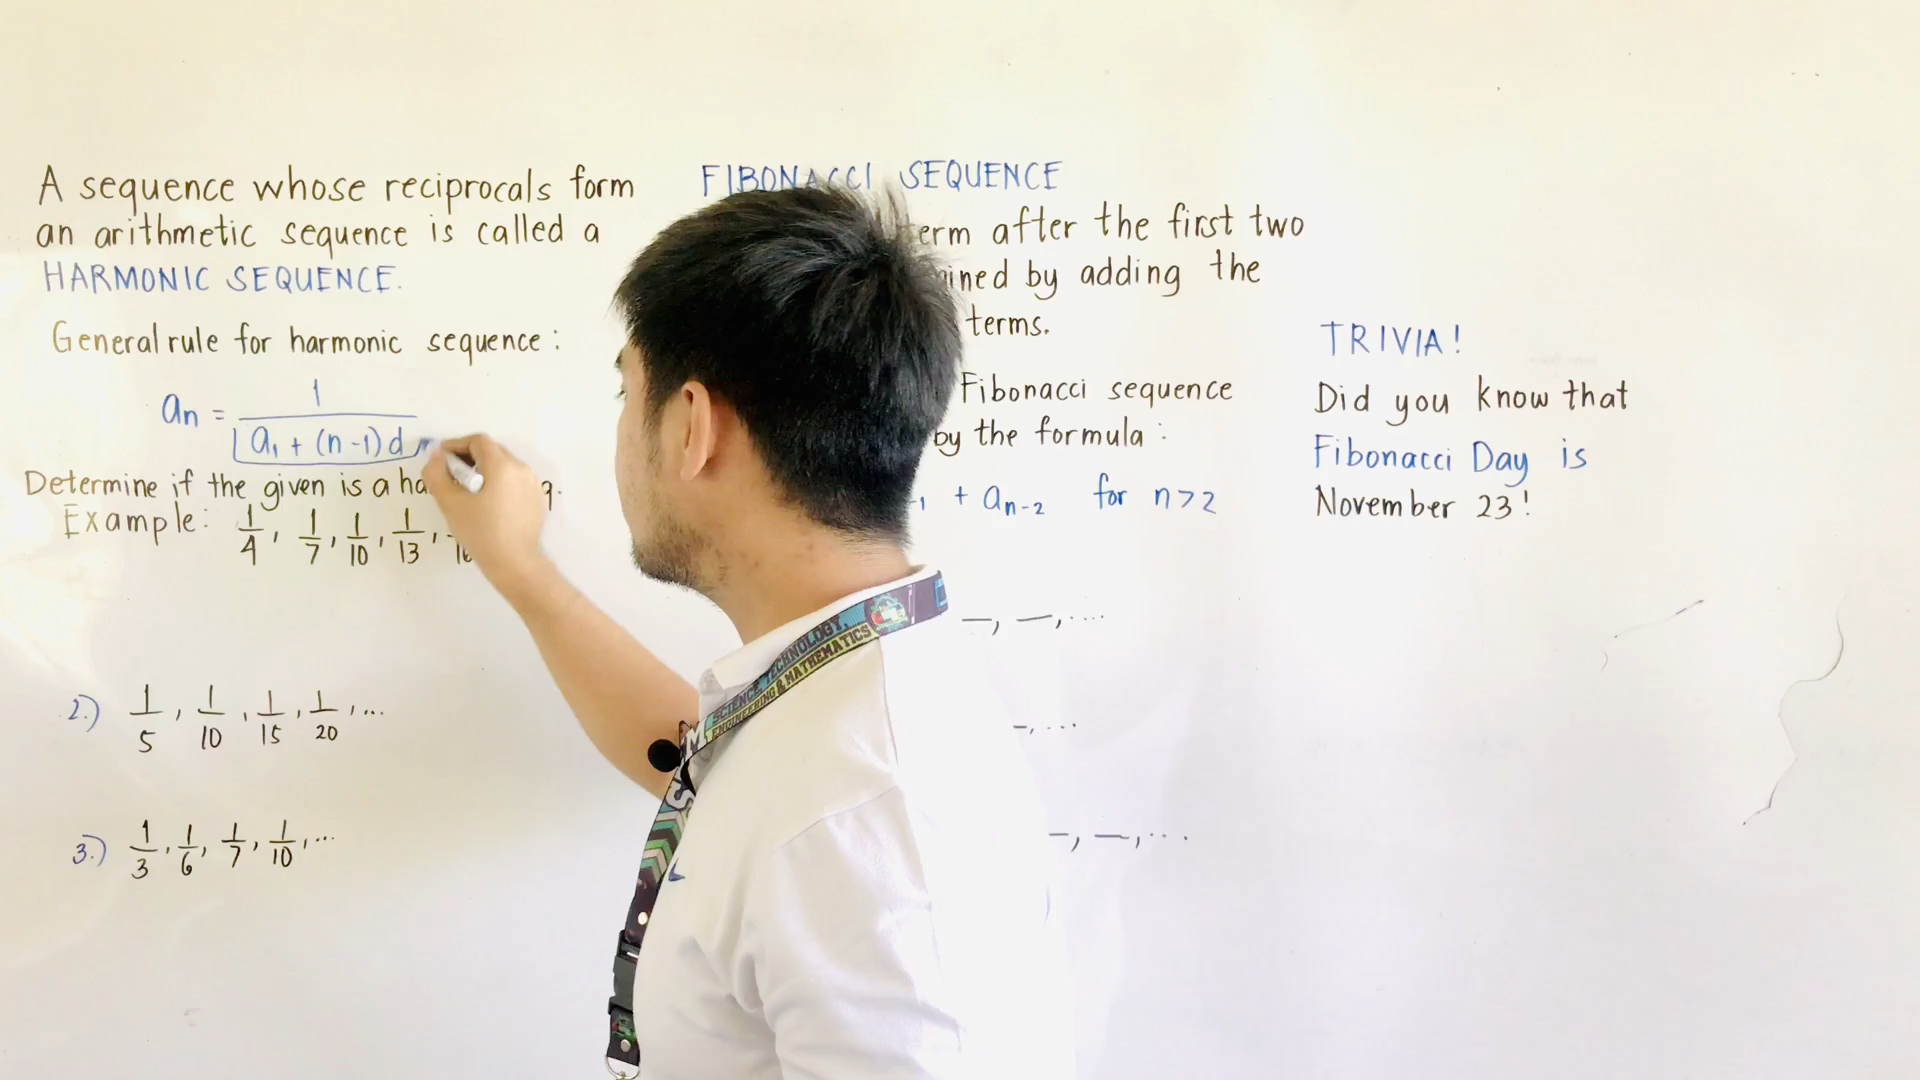 A sequence whose reciprocals form
an arithmetic sequence is called a
HARMONIC SEQUENCE.
General rule for harmonic sequence:
aₙ = 1 / (a₁ + (n-1)d)
Determine if the given is a
Example: 1/4, 1/7, 1/10, 1/13,
2.) 1/5, 1/10, 1/15, 1/20, ...
3.) 1/3, 1/6, 1/7, 1/10, ...
FIBONACCI SEQUENCE
after the first two
by adding the
terms.
Fibonacci sequence
by the formula:
+ aₙ₋₂ for n>2
TRIVIA!
Did you know that
Fibonacci Day is
November 23!
SCIENCE, TECHNOLOGY,
ENGINEERING & MATHEMATICS